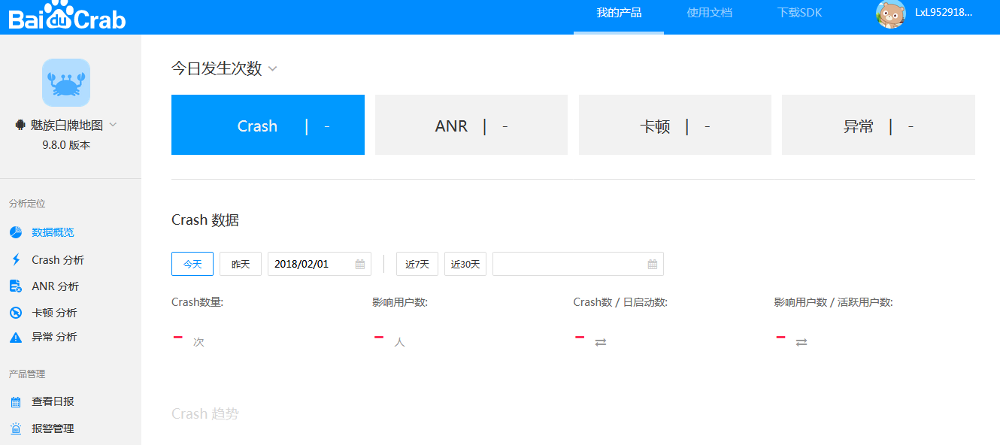 Bai du Crab
我的产品 使用文档 下载SDK LxL952918...
魅族白牌地图
9.8.0 版本
分析定位
数据概览
Crash 分析
ANR 分析
卡顿 分析
异常 分析
产品管理
查看日报
报警管理
今日发生次数
Crash | -
ANR | -
卡顿 | -
异常 | -
Crash 数据
今天 昨天 2018/02/01 近7天 近30天
Crash数量: 影响用户数: Crash数 / 日启动数: 影响用户数 / 活跃用户数:
- 次 - 人 - ⇄ - ⇄
Crash 趋势